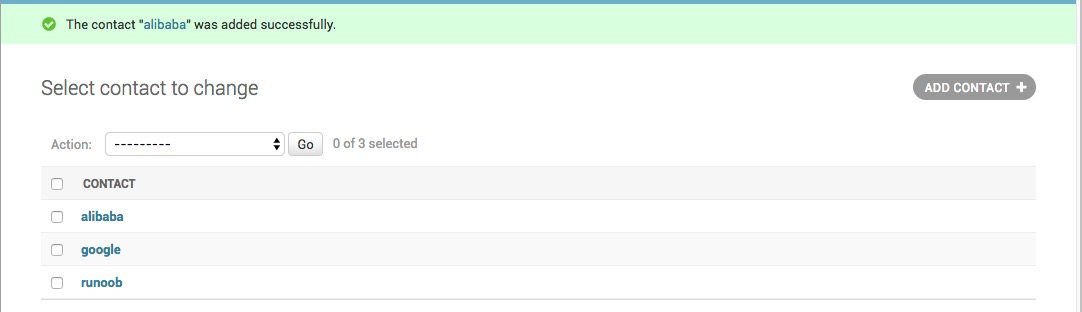 The contact "alibaba" was added successfully.
Select contact to change
ADD CONTACT +
Action: --------- Go 0 of 3 selected
CONTACT
alibaba
google
runoob